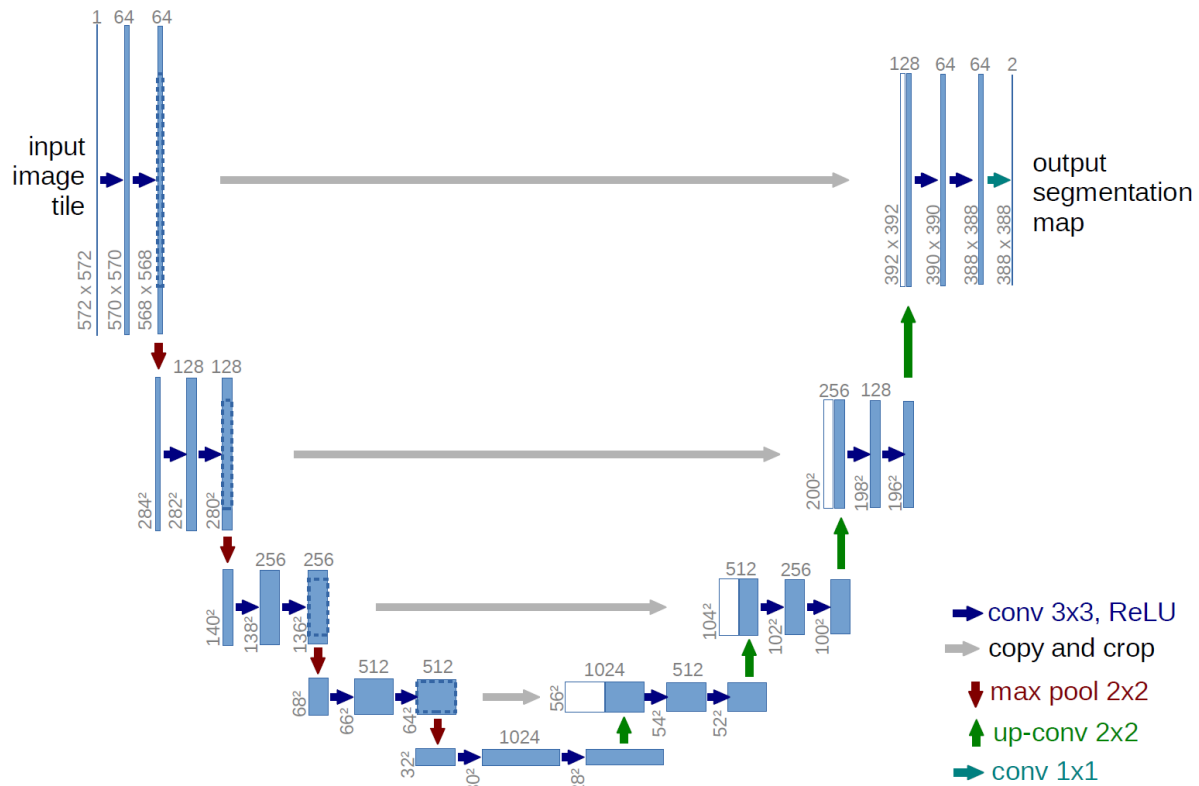 1 64 64
128 64 64 2
input
image
tile
output
segmentation
map
572 x 572
570 x 570
568 x 568
392 x 392
390 x 390
388 x 388
388 x 388
128 128
256 128
284²
282²
280²
200²
198²
196²
256 256
512 256
140²
138²
136²
104²
102²
100²
512 512
1024 512
68²
66²
64²
56²
54²
52²
1024
32²
conv 3x3, ReLU
copy and crop
max pool 2x2
up-conv 2x2
conv 1x1